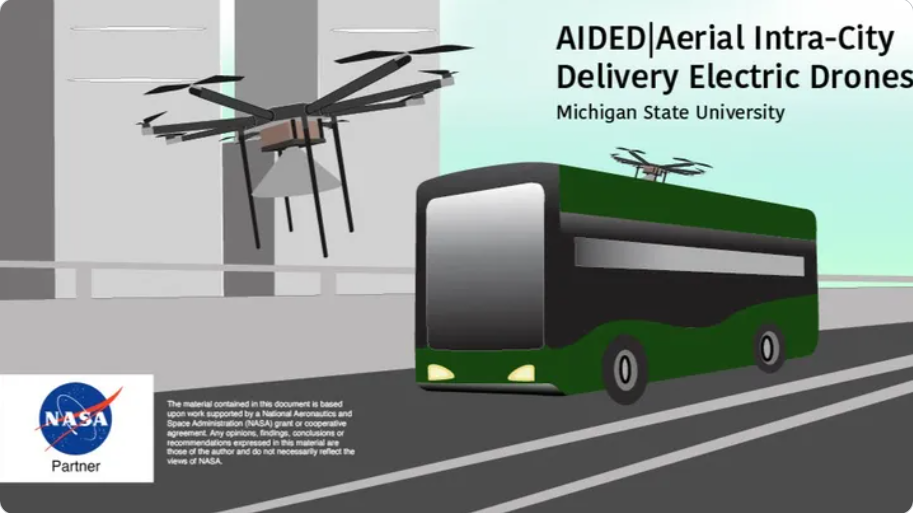 AIDED|Aerial Intra-City
Delivery Electric Drones
Michigan State University
NASA
Partner
The material contained in this document is based
upon work supported by a National Aeronautics and
Space Administration (NASA) grant or cooperative
agreement. Any opinions, findings, conclusions or
recommendations expressed in this material are
those of the author and do not necessarily reflect the
views of NASA.